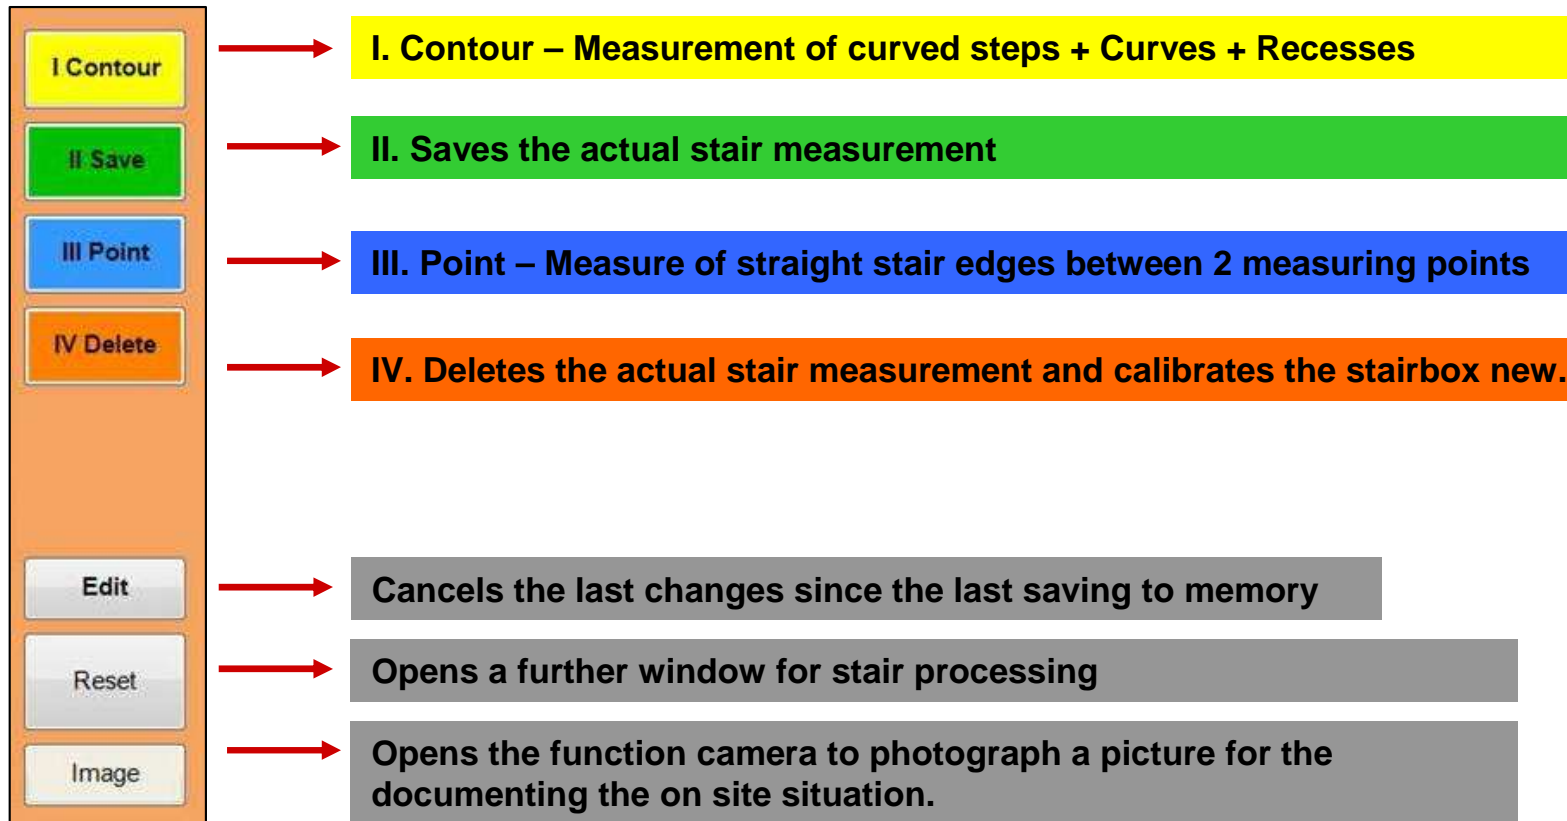 I Contour
I. Contour – Measurement of curved steps + Curves + Recesses
II Save
II. Saves the actual stair measurement
III Point
III. Point – Measure of straight stair edges between 2 measuring points
IV Delete
IV. Deletes the actual stair measurement and calibrates the stairbox new.
Edit
Cancels the last changes since the last saving to memory
Reset
Opens a further window for stair processing
Image
Opens the function camera to photograph a picture for the
documenting the on site situation.